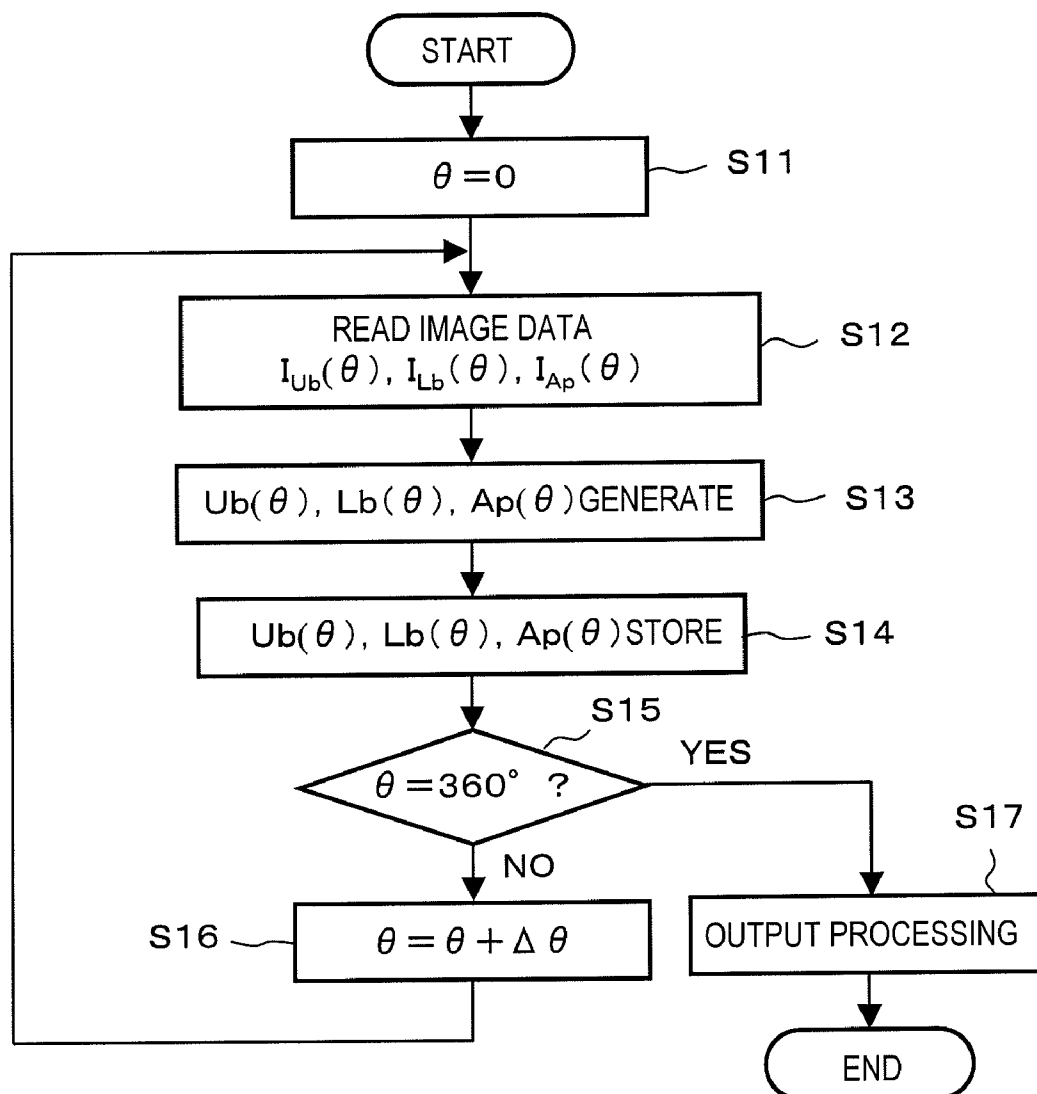 START
θ=0
S11
READ IMAGE DATA
I_Ub(θ), I_Lb(θ), I_Ap(θ)
S12
Ub(θ), Lb(θ), Ap(θ)GENERATE
S13
Ub(θ), Lb(θ), Ap(θ)STORE
S14
S15
θ=360° ?
YES
NO
S17
S16
θ=θ+Δθ
OUTPUT PROCESSING
END